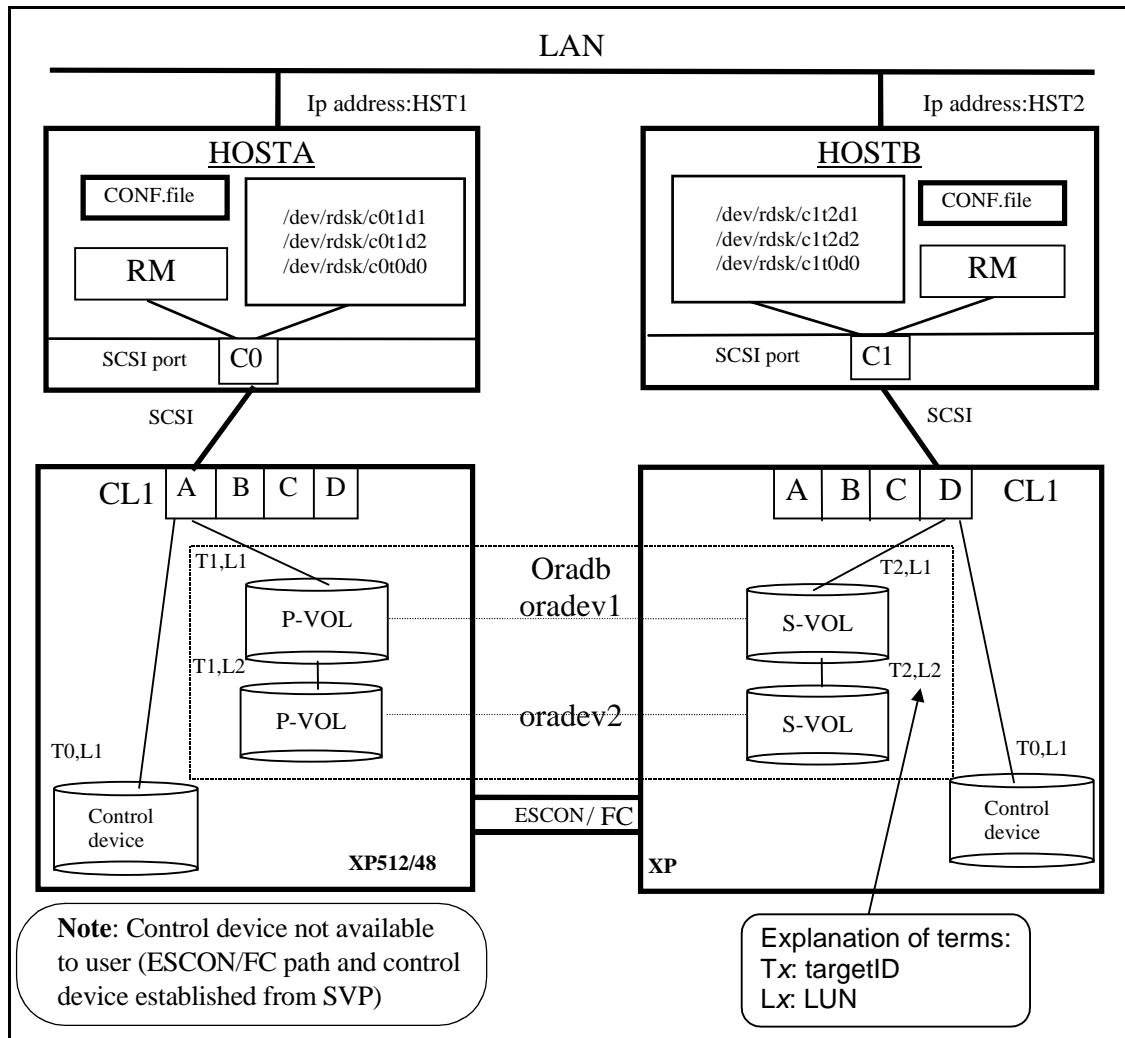 LAN
Ip address:HST1
Ip address:HST2
HOSTA
CONF.file
/dev/rdsk/c0t1d1
/dev/rdsk/c0t1d2
/dev/rdsk/c0t0d0
RM
SCSI port
C0
HOSTB
/dev/rdsk/c1t2d1
/dev/rdsk/c1t2d2
/dev/rdsk/c1t0d0
CONF.file
RM
SCSI port
C1
SCSI
SCSI
CL1
A
B
C
D
A
B
C
D
CL1
T1,L1
P-VOL
T1,L2
P-VOL
T0,L1
Control
device
XP512/48
Oradb
oradev1
oradev2
T2,L1
S-VOL
T2,L2
S-VOL
T0,L1
Control
device
ESCON/ FC
XP
Note: Control device not available
to user (ESCON/FC path and control
device established from SVP)
Explanation of terms:
Tx: targetID
Lx: LUN